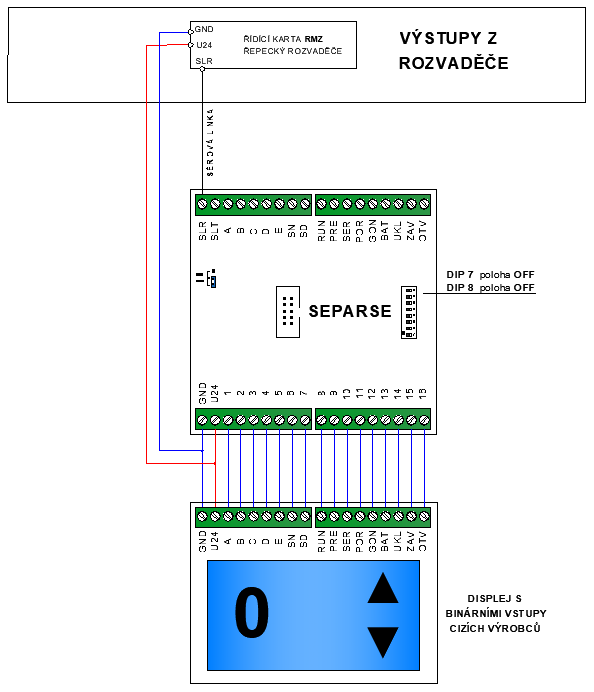 GND
U24
SLR
ŘÍDÍCÍ KARTA RMZ
ŘEPECKÝ ROZVADĚČE
VÝSTUPY Z
ROZVADĚČE
SÉROVÁ LINKA
SLR SLT A B C D E SN SD RUN PRE SER POR GON BAT UKL ZAV OTV
DIP 7 poloha OFF
DIP 8 poloha OFF
SEPARSE
GND U24 1 2 3 4 5 6 7 8 9 10 11 12 13 14 15 16
GND U24 A B C D E SN SD RUN PRE SER POR GON BAT UKL ZAV OTV
0
DISPLEJ S
BINÁRNÍMI VSTUPY
CIZÍCH VÝROBCŮ